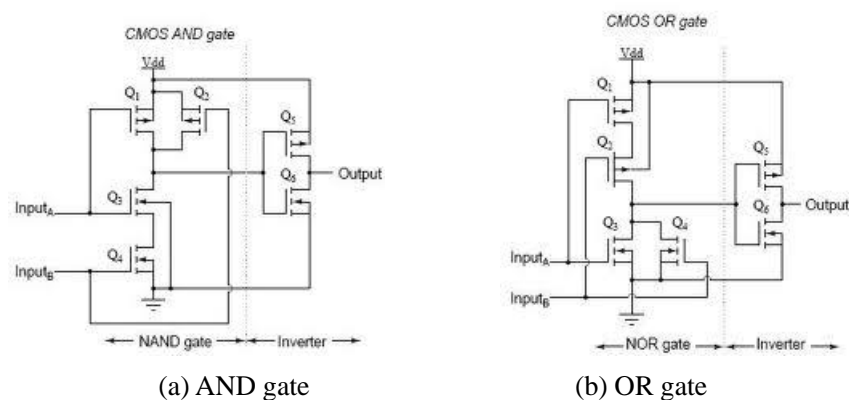 CMOS AND gate
Vdd
Q1
Q2
Q5
Output
Q6
InputA
Q3
Q4
InputB
NAND gate
Inverter
(a) AND gate
CMOS OR gate
Vdd
Q1
Q2
Q5
Output
Q6
Q3
Q4
InputA
InputB
NOR gate
Inverter
(b) OR gate